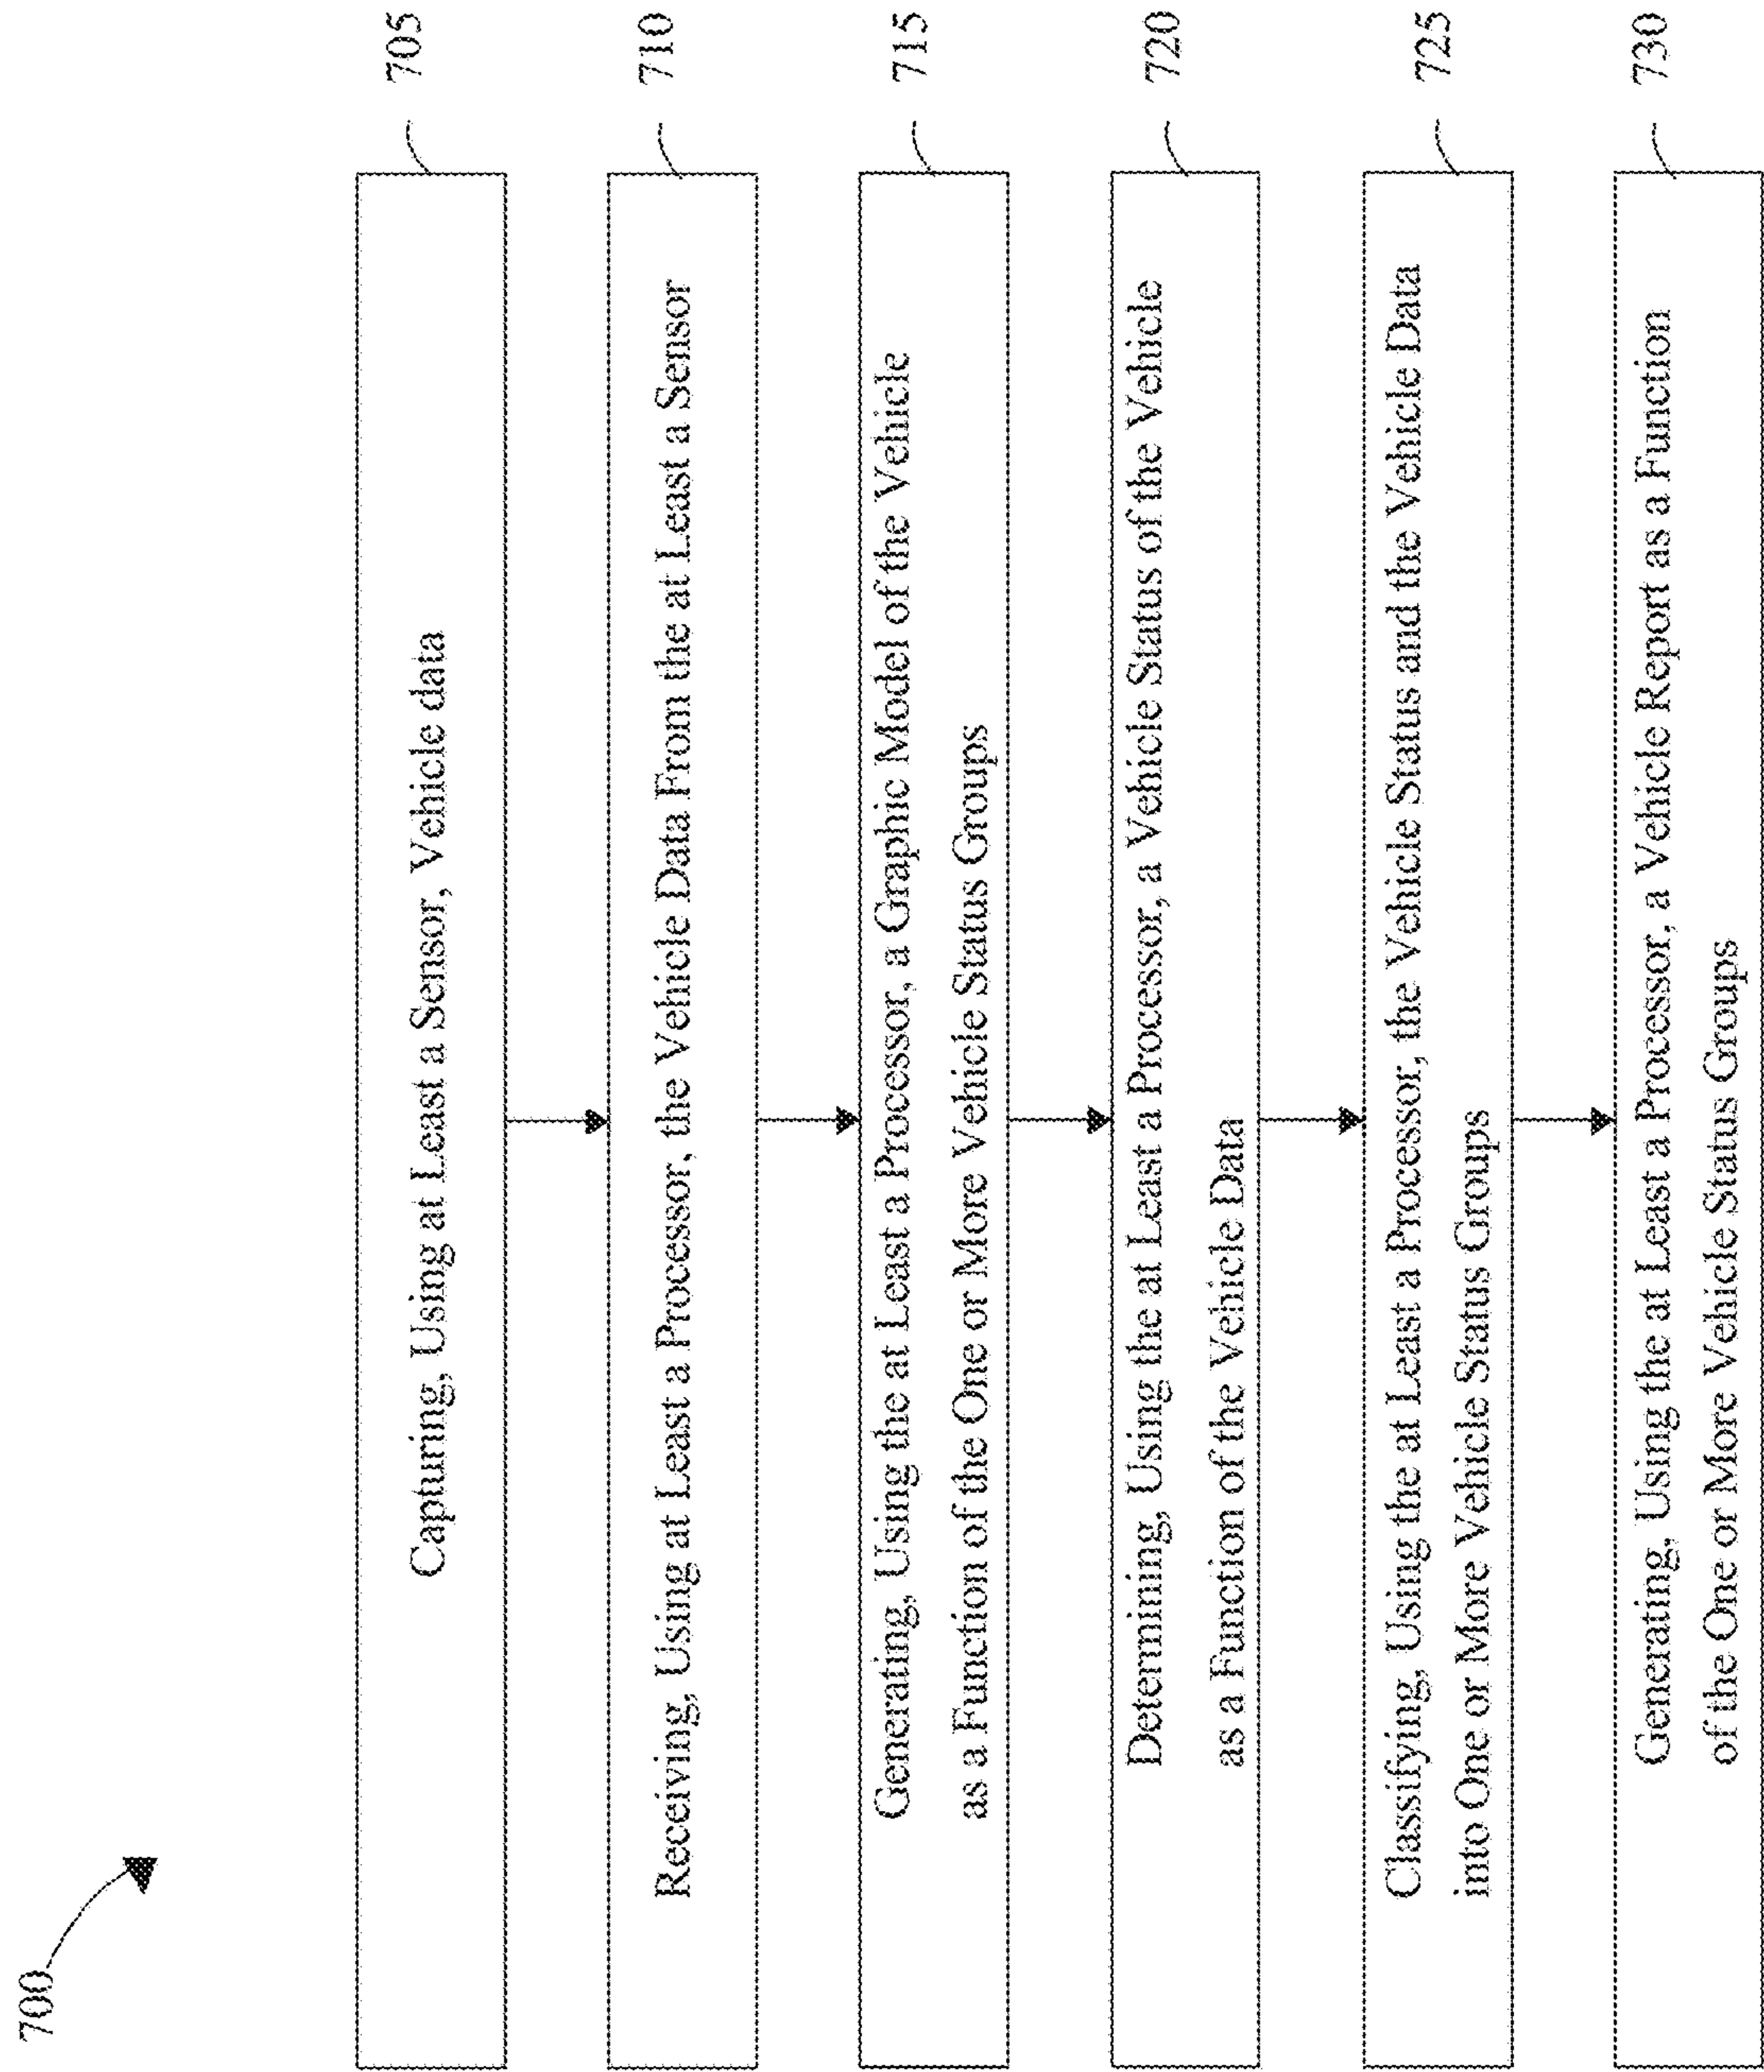 700
Capturing, Using at Least a Sensor, Vehicle data
705
Receiving, Using at Least a Processor, the Vehicle Data From the at Least a Sensor
710
Generating, Using the at Least a Processor, a Graphic Model of the Vehicle
as a Function of the One or More Vehicle Status Groups
715
Determining, Using the at Least a Processor, a Vehicle Status of the Vehicle
as a Function of the Vehicle Data
720
Classifying, Using the at Least a Processor, the Vehicle Status and the Vehicle Data
into One or More Vehicle Status Groups
725
Generating, Using the at Least a Processor, a Vehicle Report as a Function
of the One or More Vehicle Status Groups
730